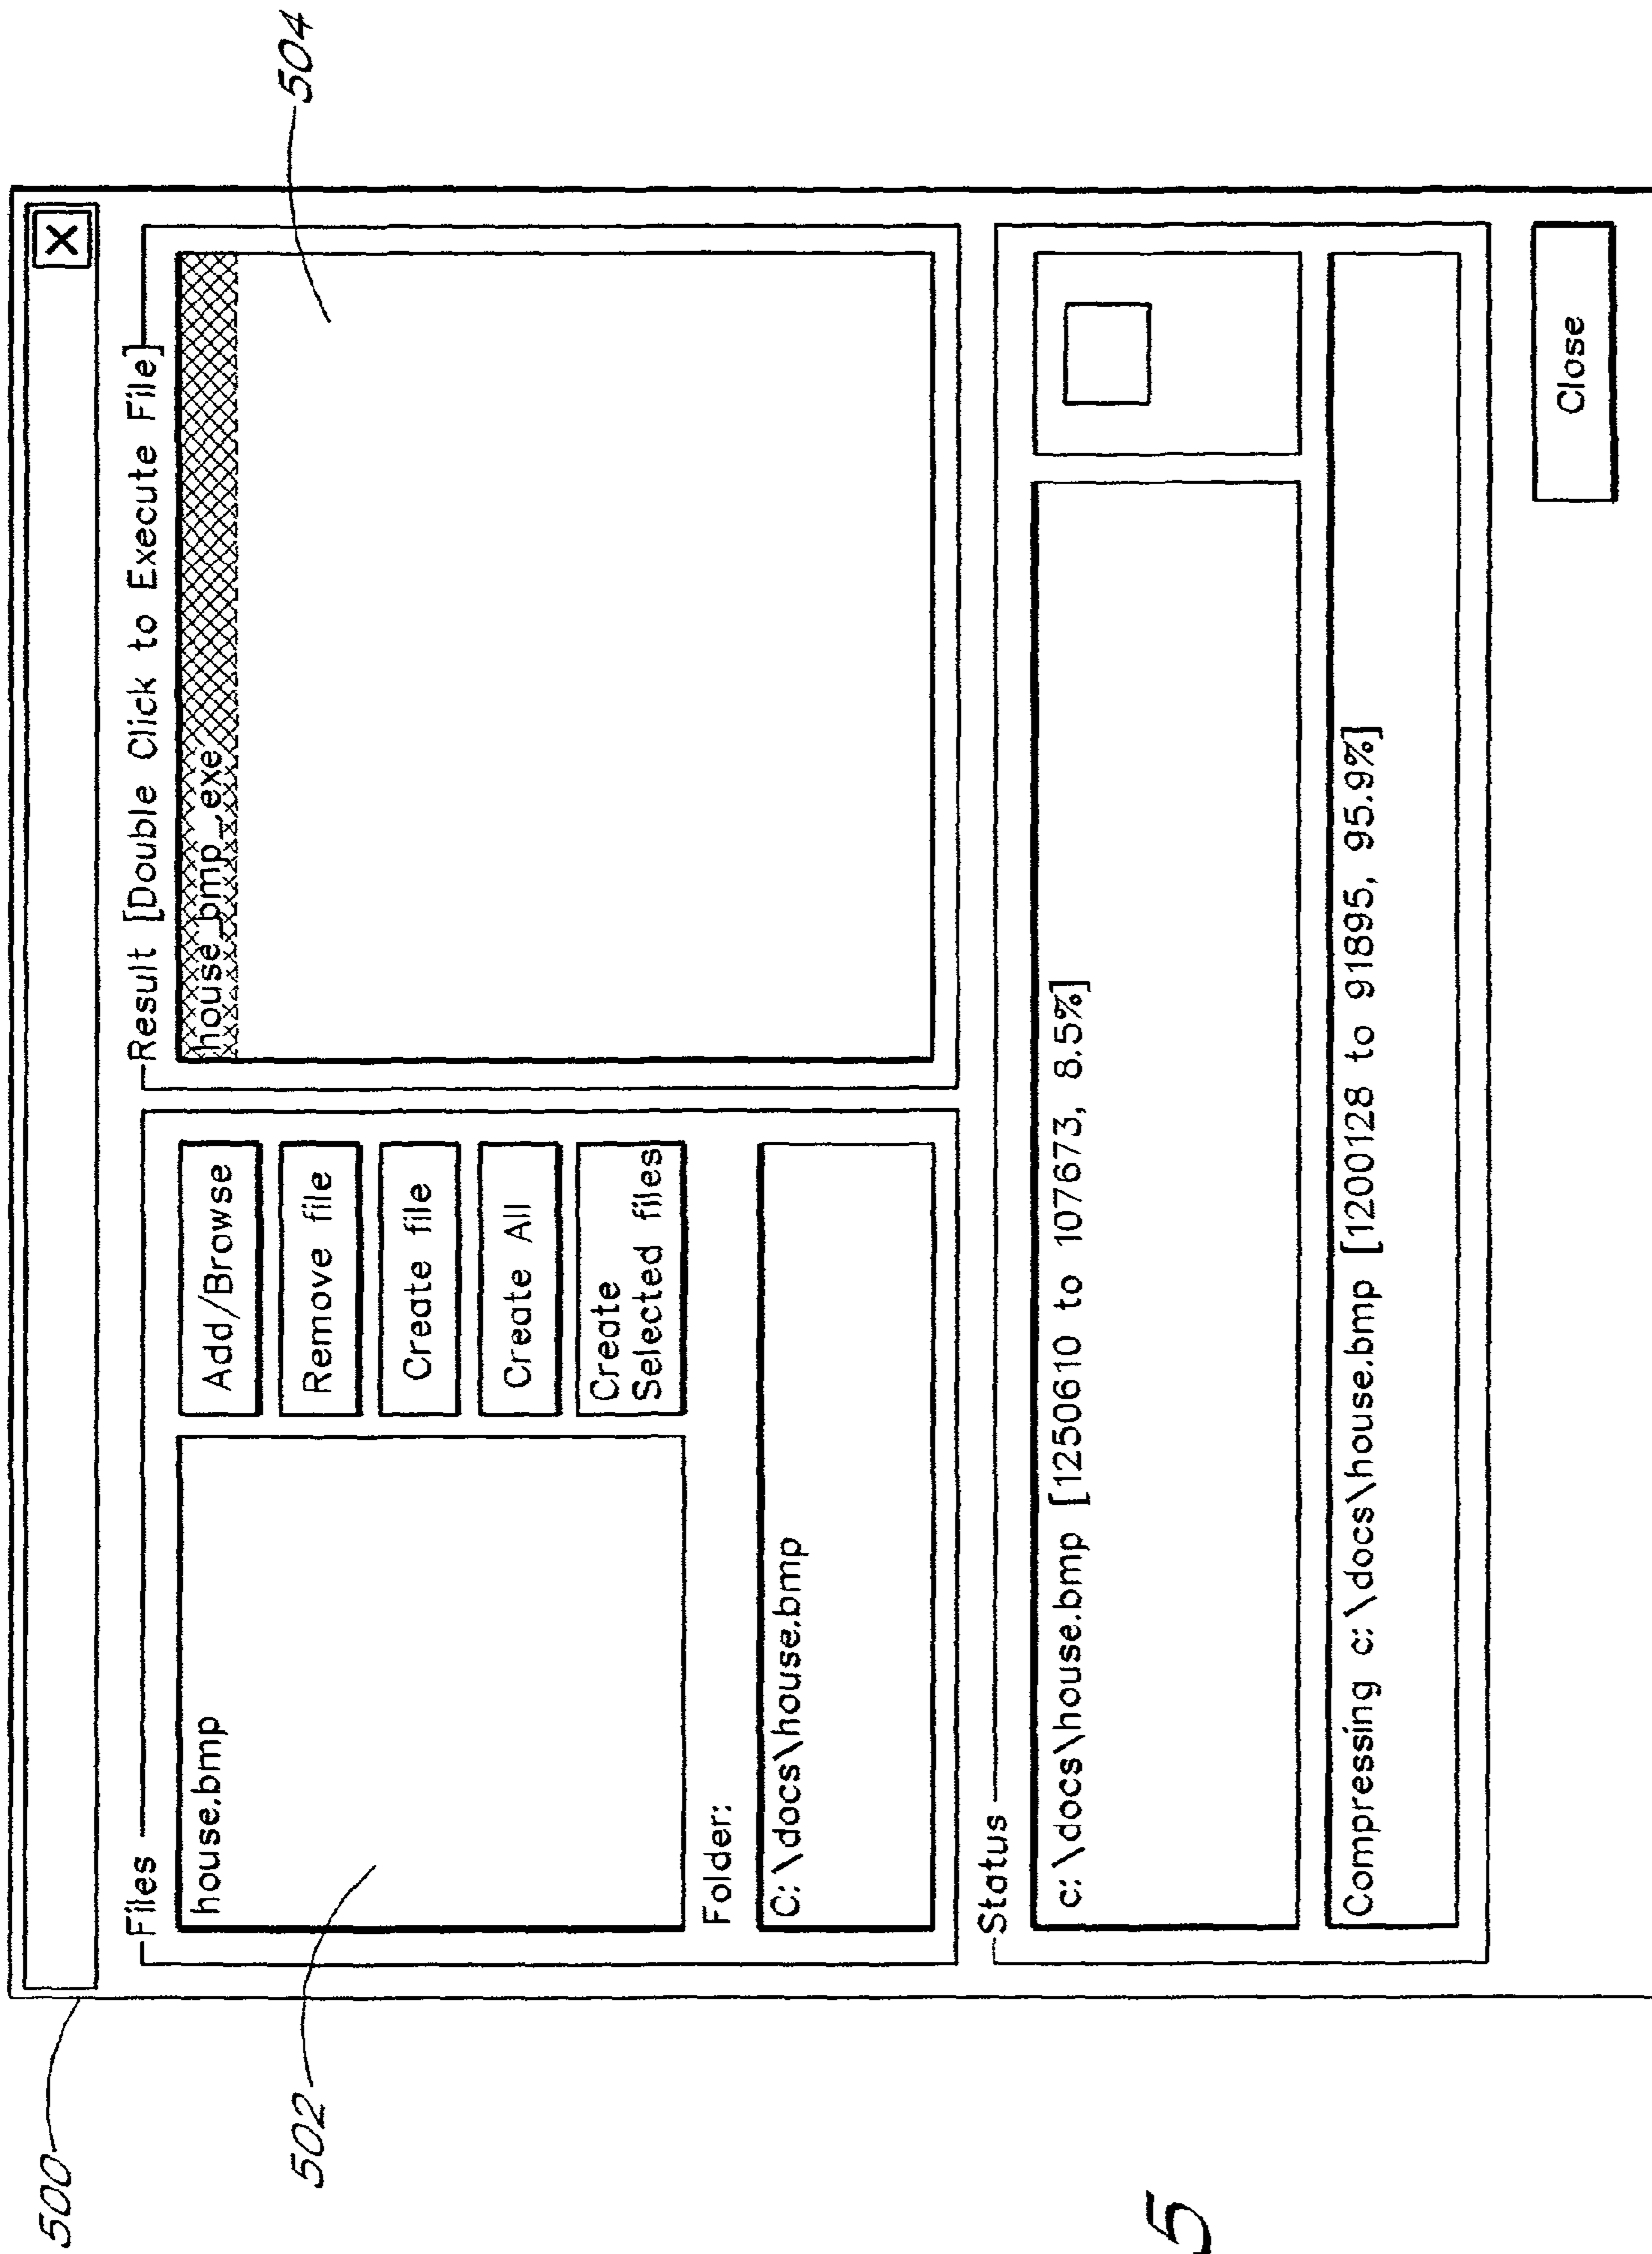 500
X
Files
Result [Double Click to Execute File]
502
504
house.bmp
Add/Browse
Remove file
Create file
Create All
Create
Selected files
house_bmp_.exe
Folder:
C:\docs\house.bmp
Status
c:\docs\house.bmp [1250610 to 107673, 8.5%]
Compressing c:\docs\house.bmp [1200128 to 91895, 95.9%]
Close
5